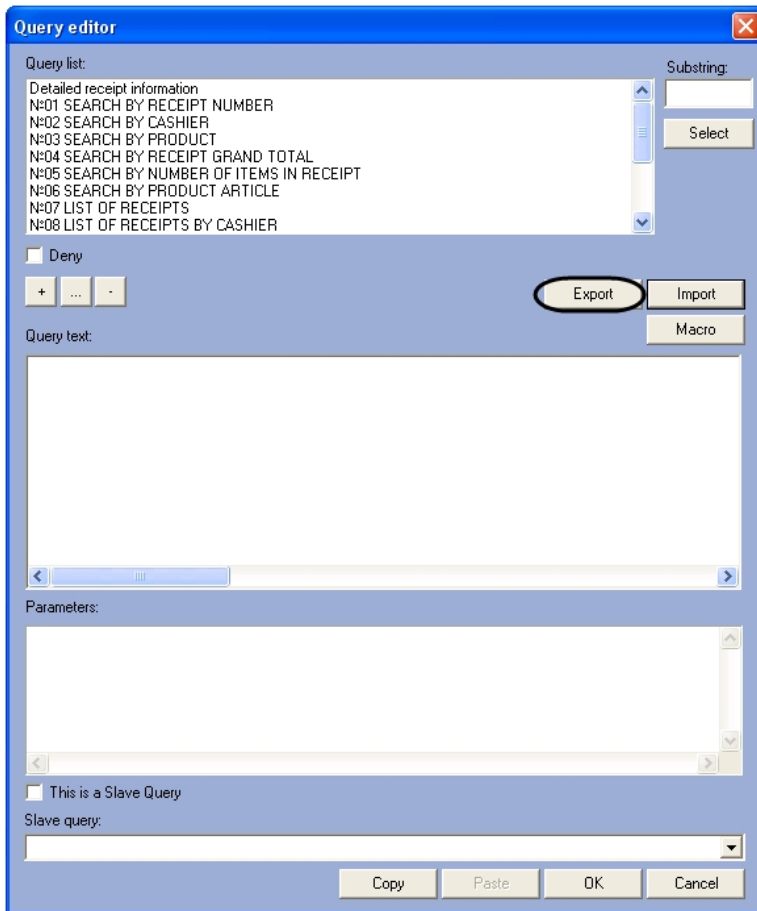 Query editor
Query list:
Substring:
Detailed receipt information
№01 SEARCH BY RECEIPT NUMBER
№02 SEARCH BY CASHIER
№03 SEARCH BY PRODUCT
№04 SEARCH BY RECEIPT GRAND TOTAL
№05 SEARCH BY NUMBER OF ITEMS IN RECEIPT
№06 SEARCH BY PRODUCT ARTICLE
№07 LIST OF RECEIPTS
№08 LIST OF RECEIPTS BY CASHIER
Select
Deny
+ ... -
Export Import
Macro
Query text:
Parameters:
This is a Slave Query
Slave query:
Copy Paste OK Cancel